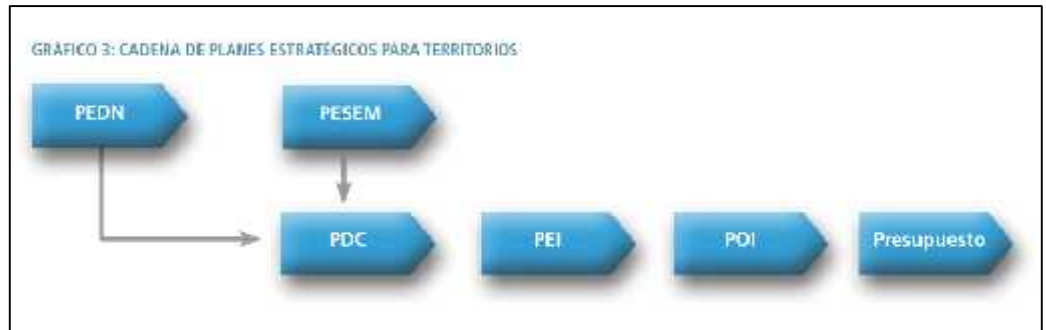 GRÁFICO 3: CADENA DE PLANES ESTRATÉGICOS PARA TERRITORIOS
PEDN
PESEM
PDC
PEI
POI
Presupuesto